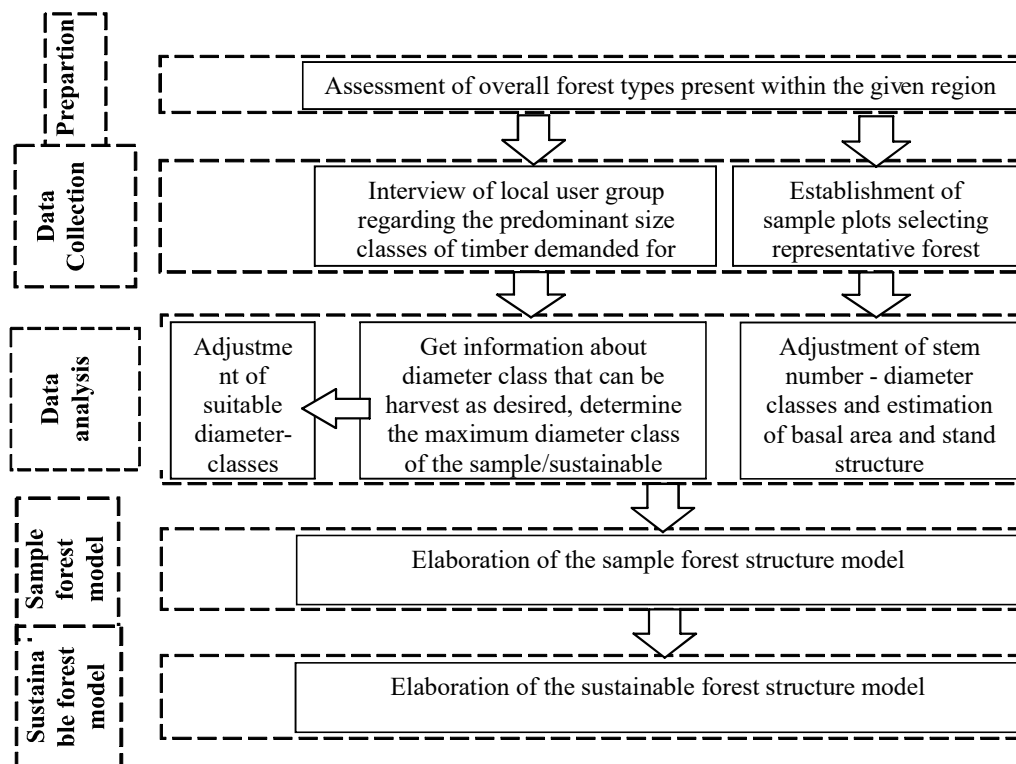 Prepartion
Assessment of overall forest types present within the given region
Data
Collection
Interview of local user group
regarding the predominant size
classes of timber demanded for
Establishment of
sample plots selecting
representative forest
Data
analysis
Adjustme
nt of
suitable
diameter-
classes
Get information about
diameter class that can be
harvest as desired, determine
the maximum diameter class
of the sample/sustainable
Adjustment of stem
number - diameter
classes and estimation
of basal area and stand
structure
Sample
forest
model
Elaboration of the sample forest structure model
Sustaina
ble forest
model
Elaboration of the sustainable forest structure model